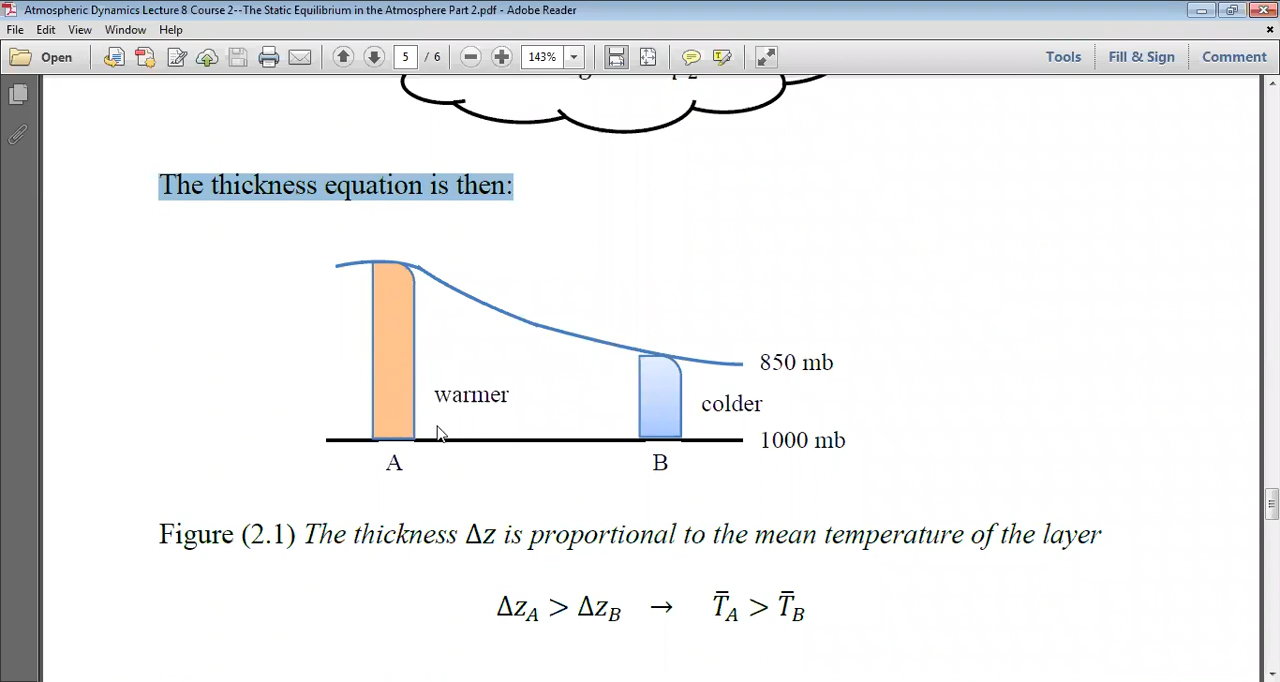 Atmospheric Dynamics Lecture 8 Course 2--The Static Equilibrium in the Atmosphere Part 2.pdf - Adobe Reader
File Edit View Window Help
Open 5 / 6 143% Tools Fill & Sign Comment
The thickness equation is then:
850 mb
warmer
colder
1000 mb
A B
Figure (2.1) The thickness Δz is proportional to the mean temperature of the layer
Δz_A > Δz_B → T̄_A > T̄_B